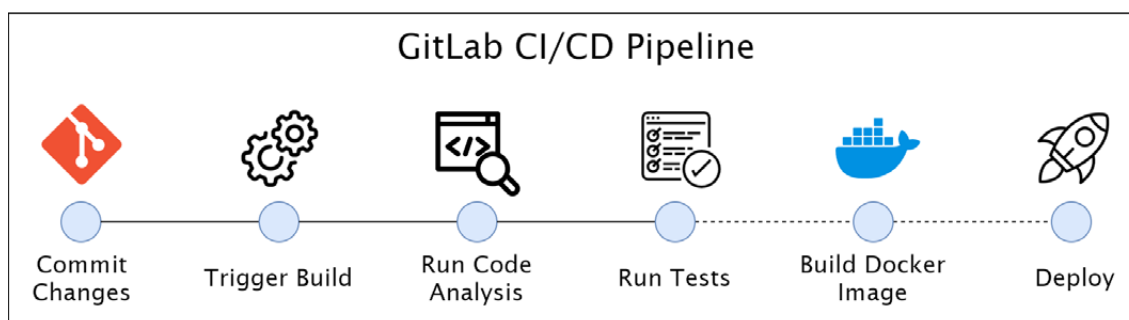 GitLab CI/CD Pipeline
</>
Commit
Changes
Trigger Build
Run Code
Analysis
Run Tests
Build Docker
Image
Deploy